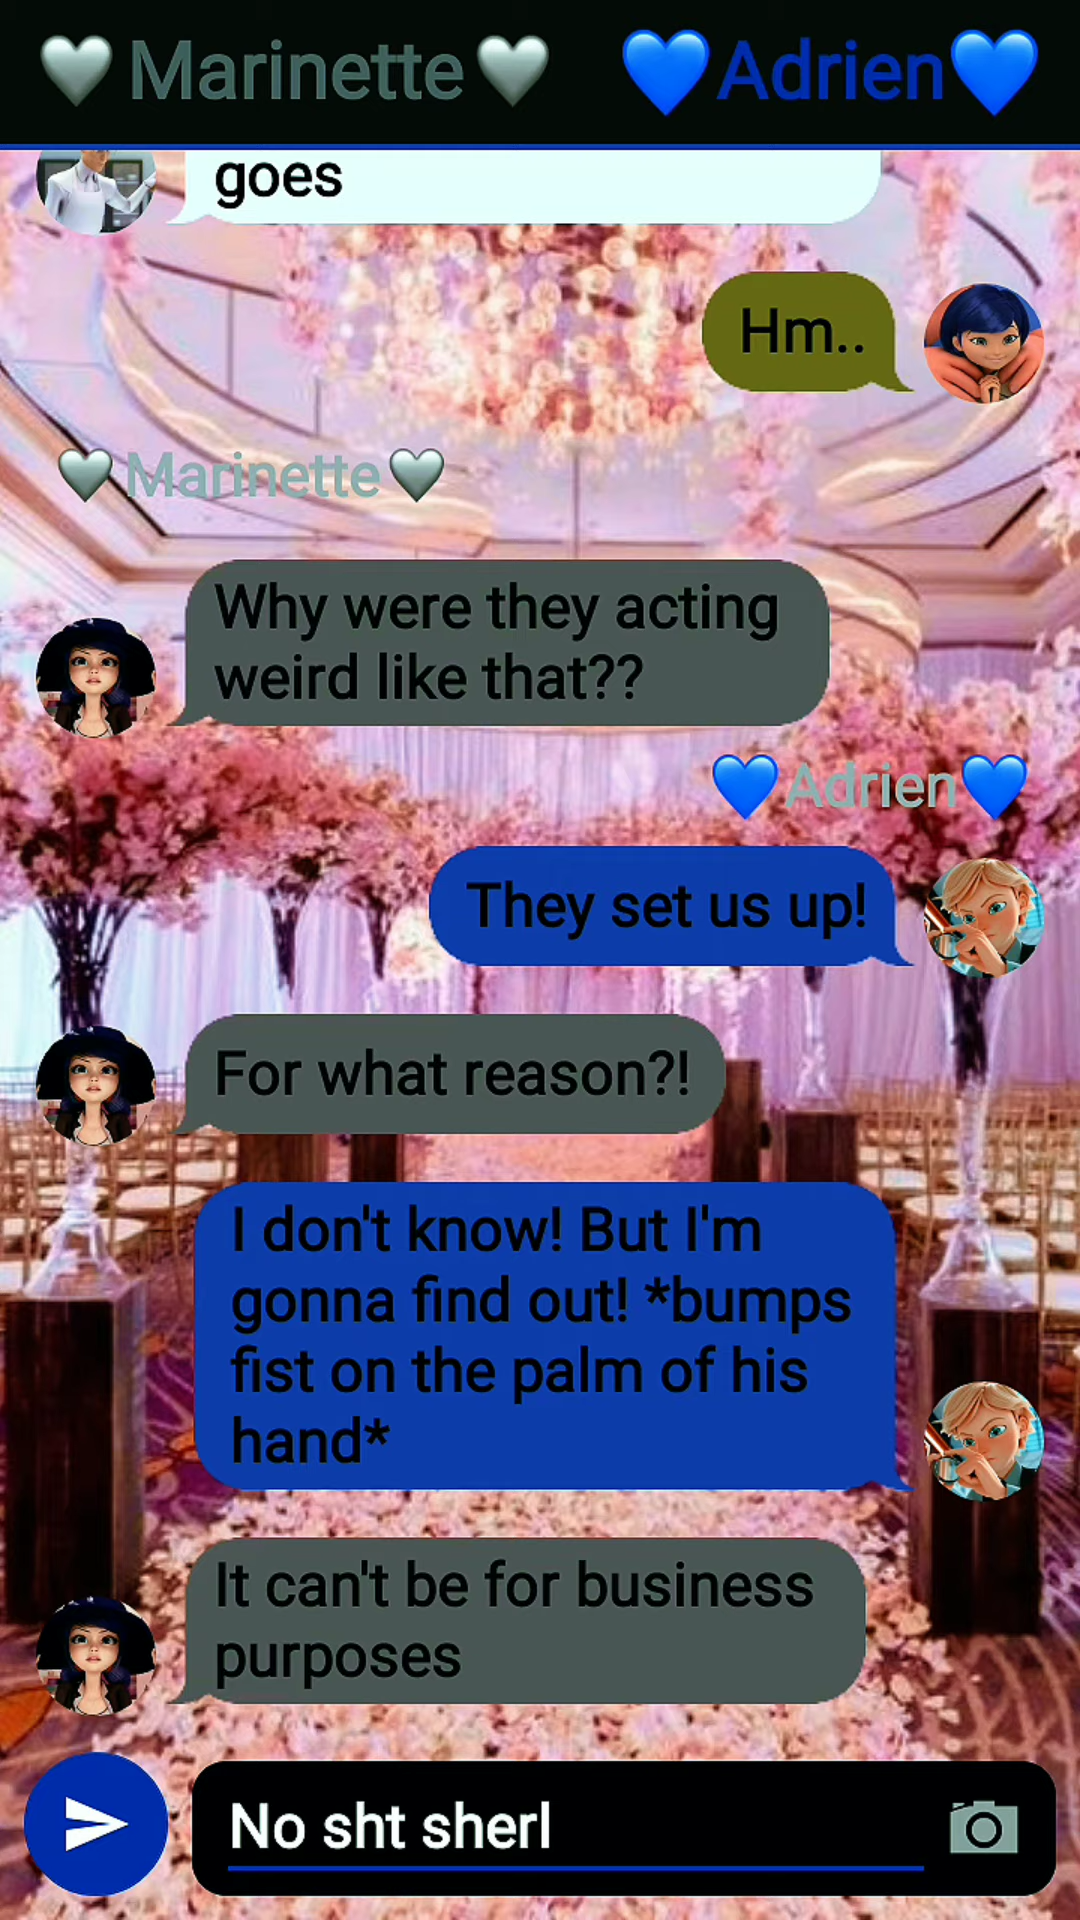 🤍Marinette🤍 💙Adrien💙
goes
Hm..
🤍Marinette🤍
Why were they acting
weird like that??
💙Adrien💙
They set us up!
For what reason?!
I don't know! But I'm
gonna find out! *bumps
fist on the palm of his
hand*
It can't be for business
purposes
No sht sherl